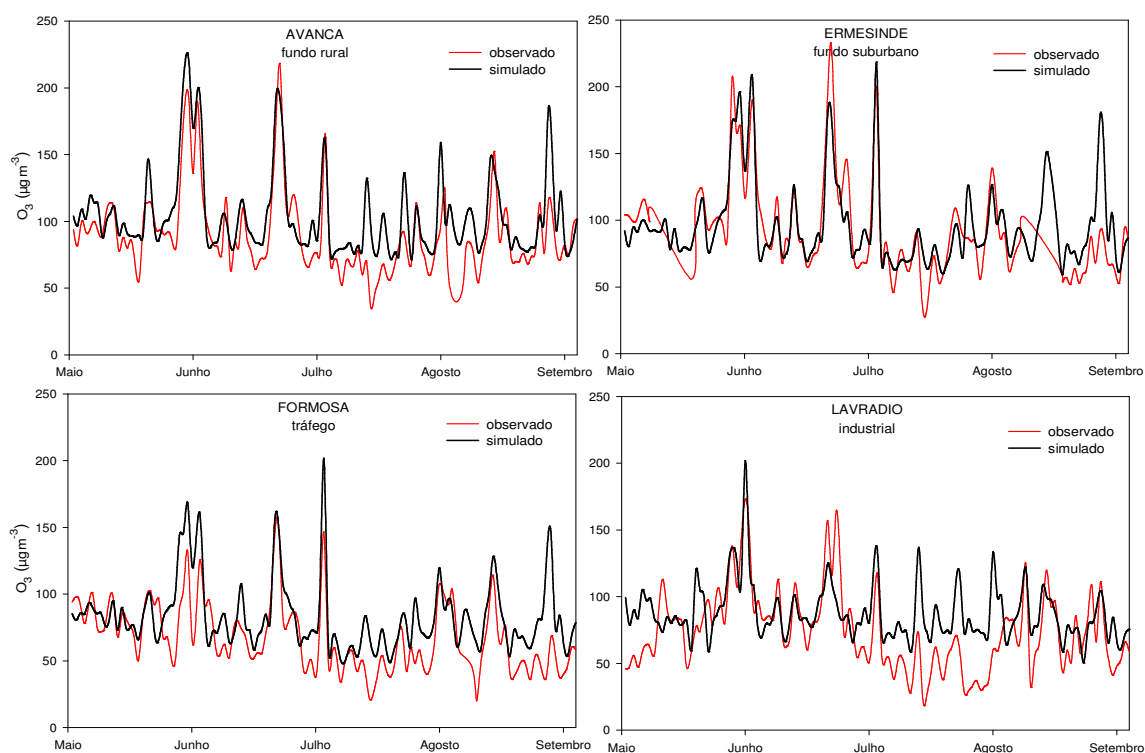 AVANCA
fundo rural
observado
simulado
O3 (µg m-3)
250
200
150
100
50
0
Maio Junho Julho Agosto Setembro
ERMESINDE
fundo suburbano
observado
simulado
250
200
150
100
50
0
Maio Junho Julho Agosto Setembro
FORMOSA
tráfego
observado
simulado
O3 (µg m-3)
250
200
150
100
50
0
Maio Junho Julho Agosto Setembro
LAVRADIO
industrial
observado
simulado
250
200
150
100
50
0
Maio Junho Julho Agosto Setembro